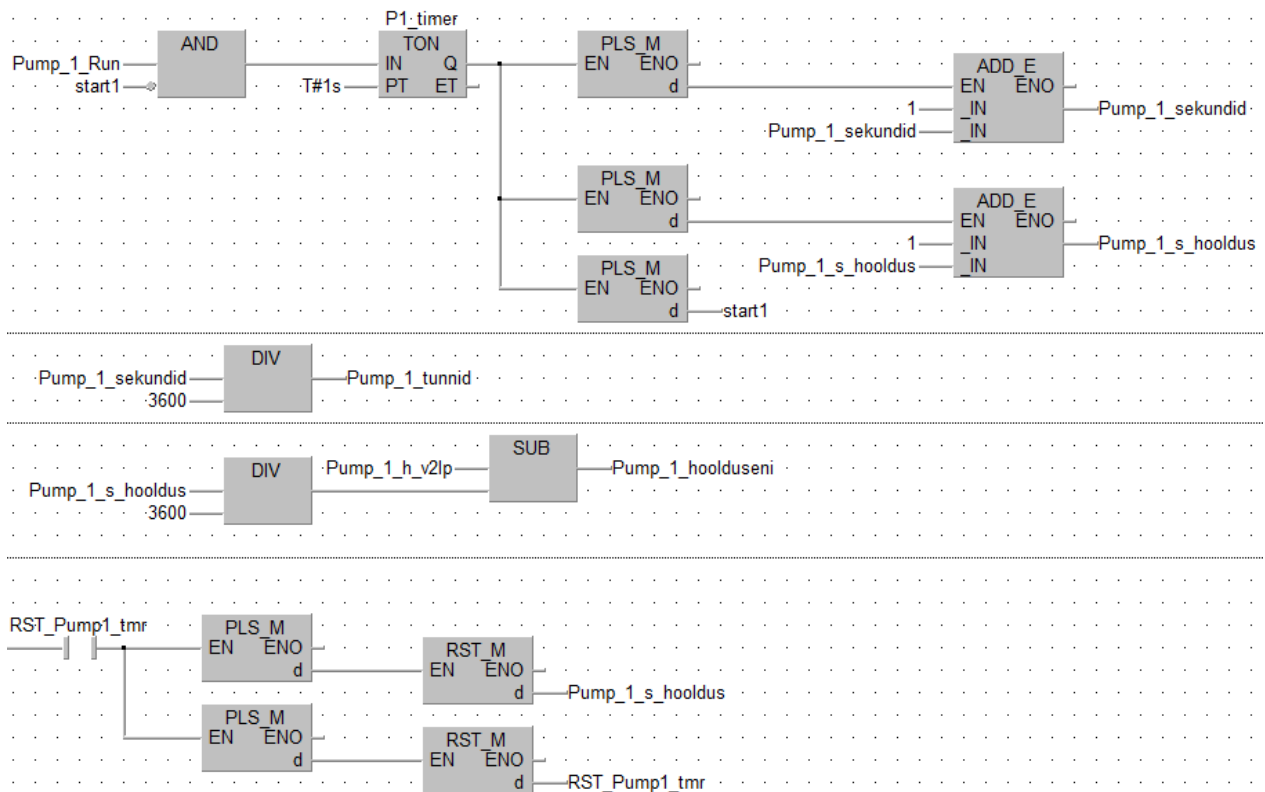 P1_timer
AND TON PLS_M
Pump_1_Run IN Q EN ENO ADD_E
start1 T#1s PT ET d EN ENO
1 _IN Pump_1_sekundid
Pump_1_sekundid _IN
PLS_M
EN ENO ADD_E
d EN ENO
1 _IN Pump_1_s_hooldus
PLS_M Pump_1_s_hooldus _IN
EN ENO
d start1
DIV
Pump_1_sekundid Pump_1_tunnid
3600
SUB
DIV Pump_1_h_v2lp Pump_1_hoolduseni
Pump_1_s_hooldus
3600
RST_Pump1_tmr PLS_M
EN ENO RST_M
d EN ENO
d Pump_1_s_hooldus
PLS_M
EN ENO RST_M
d EN ENO
d RST_Pump1_tmr